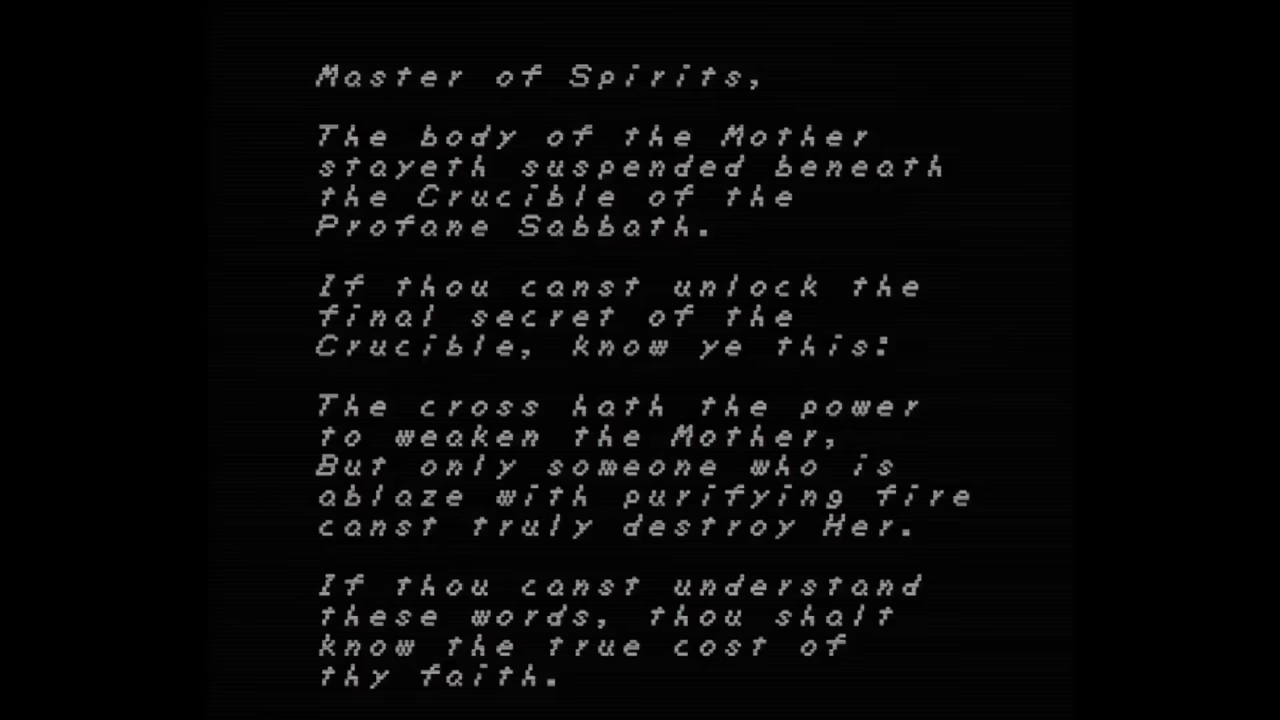 Master of Spirits,
The body of the Mother
stayeth suspended beneath
the Crucible of the
Profane Sabbath.
If thou canst unlock the
final secret of the
Crucible, know ye this:
The cross hath the power
to weaken the Mother,
But only someone who is
ablaze with purifying fire
canst truly destroy Her.
If thou canst understand
these words, thou shalt
know the true cost of
thy faith.